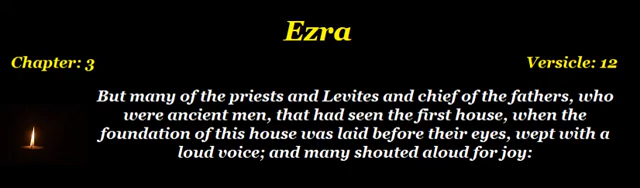 Ezra
Chapter: 3 Versicle: 12
But many of the priests and Levites and chief of the fathers, who
were ancient men, that had seen the first house, when the
foundation of this house was laid before their eyes, wept with a
loud voice; and many shouted aloud for joy: